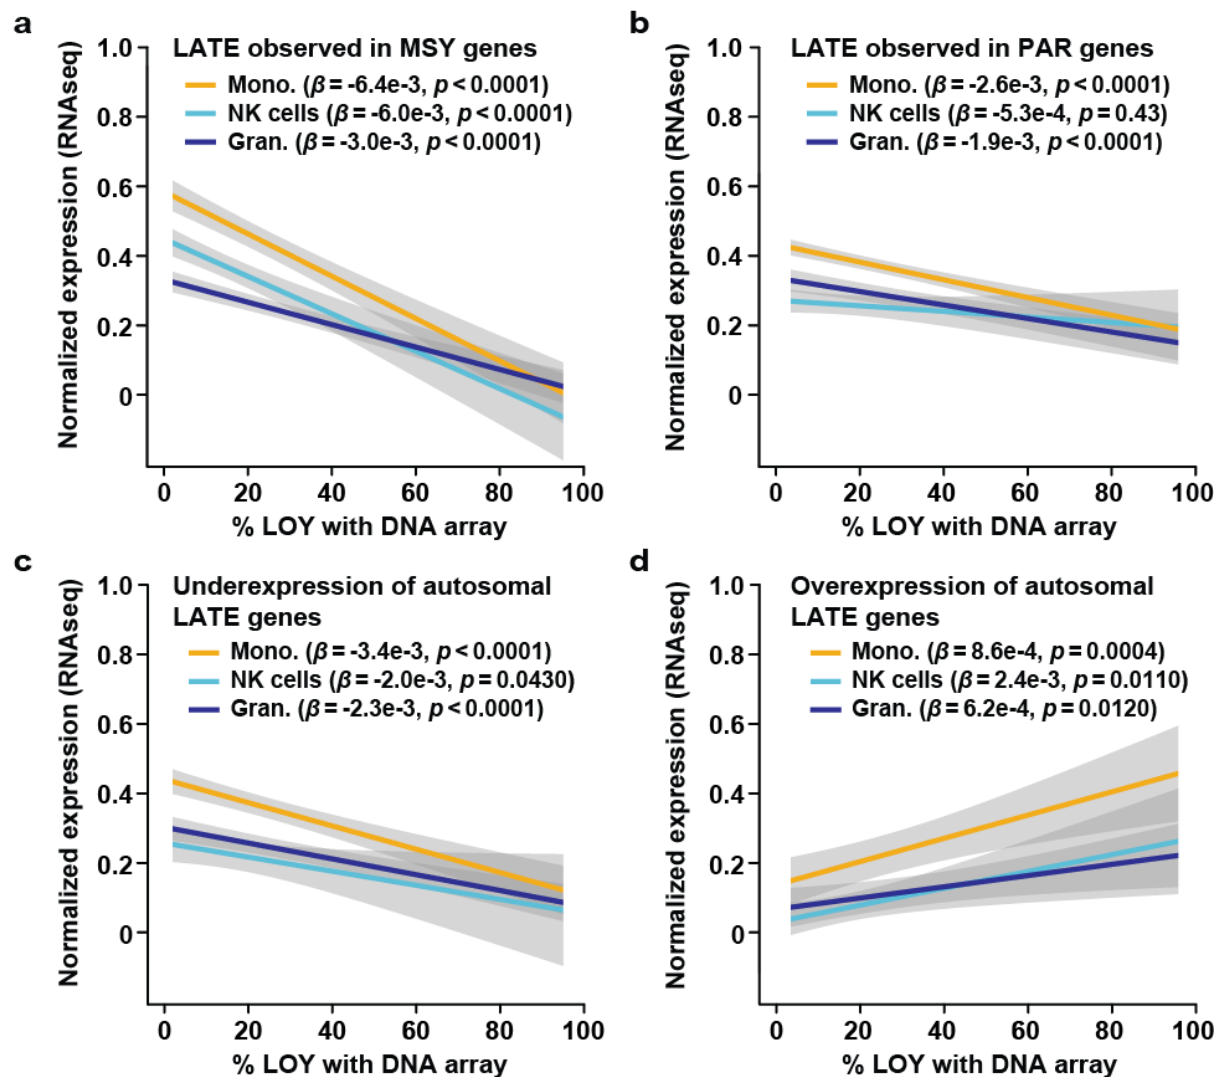 a
Normalized expression (RNAseq)
1.0
0.8
0.6
0.4
0.2
0
LATE observed in MSY genes
Mono. (β = -6.4e-3, p < 0.0001)
NK cells (β = -6.0e-3, p < 0.0001)
Gran. (β = -3.0e-3, p < 0.0001)
0 20 40 60 80 100
% LOY with DNA array
b
Normalized expression (RNAseq)
1.0
0.8
0.6
0.4
0.2
0
LATE observed in PAR genes
Mono. (β = -2.6e-3, p < 0.0001)
NK cells (β = -5.3e-4, p = 0.43)
Gran. (β = -1.9e-3, p < 0.0001)
0 20 40 60 80 100
% LOY with DNA array
c
Normalized expression (RNAseq)
1.0
0.8
0.6
0.4
0.2
0
Underexpression of autosomal
LATE genes
Mono. (β = -3.4e-3, p < 0.0001)
NK cells (β = -2.0e-3, p = 0.0430)
Gran. (β = -2.3e-3, p < 0.0001)
0 20 40 60 80 100
% LOY with DNA array
d
Normalized expression (RNAseq)
1.0
0.8
0.6
0.4
0.2
0
Overexpression of autosomal
LATE genes
Mono. (β = 8.6e-4, p = 0.0004)
NK cells (β = 2.4e-3, p = 0.0110)
Gran. (β = 6.2e-4, p = 0.0120)
0 20 40 60 80 100
% LOY with DNA array